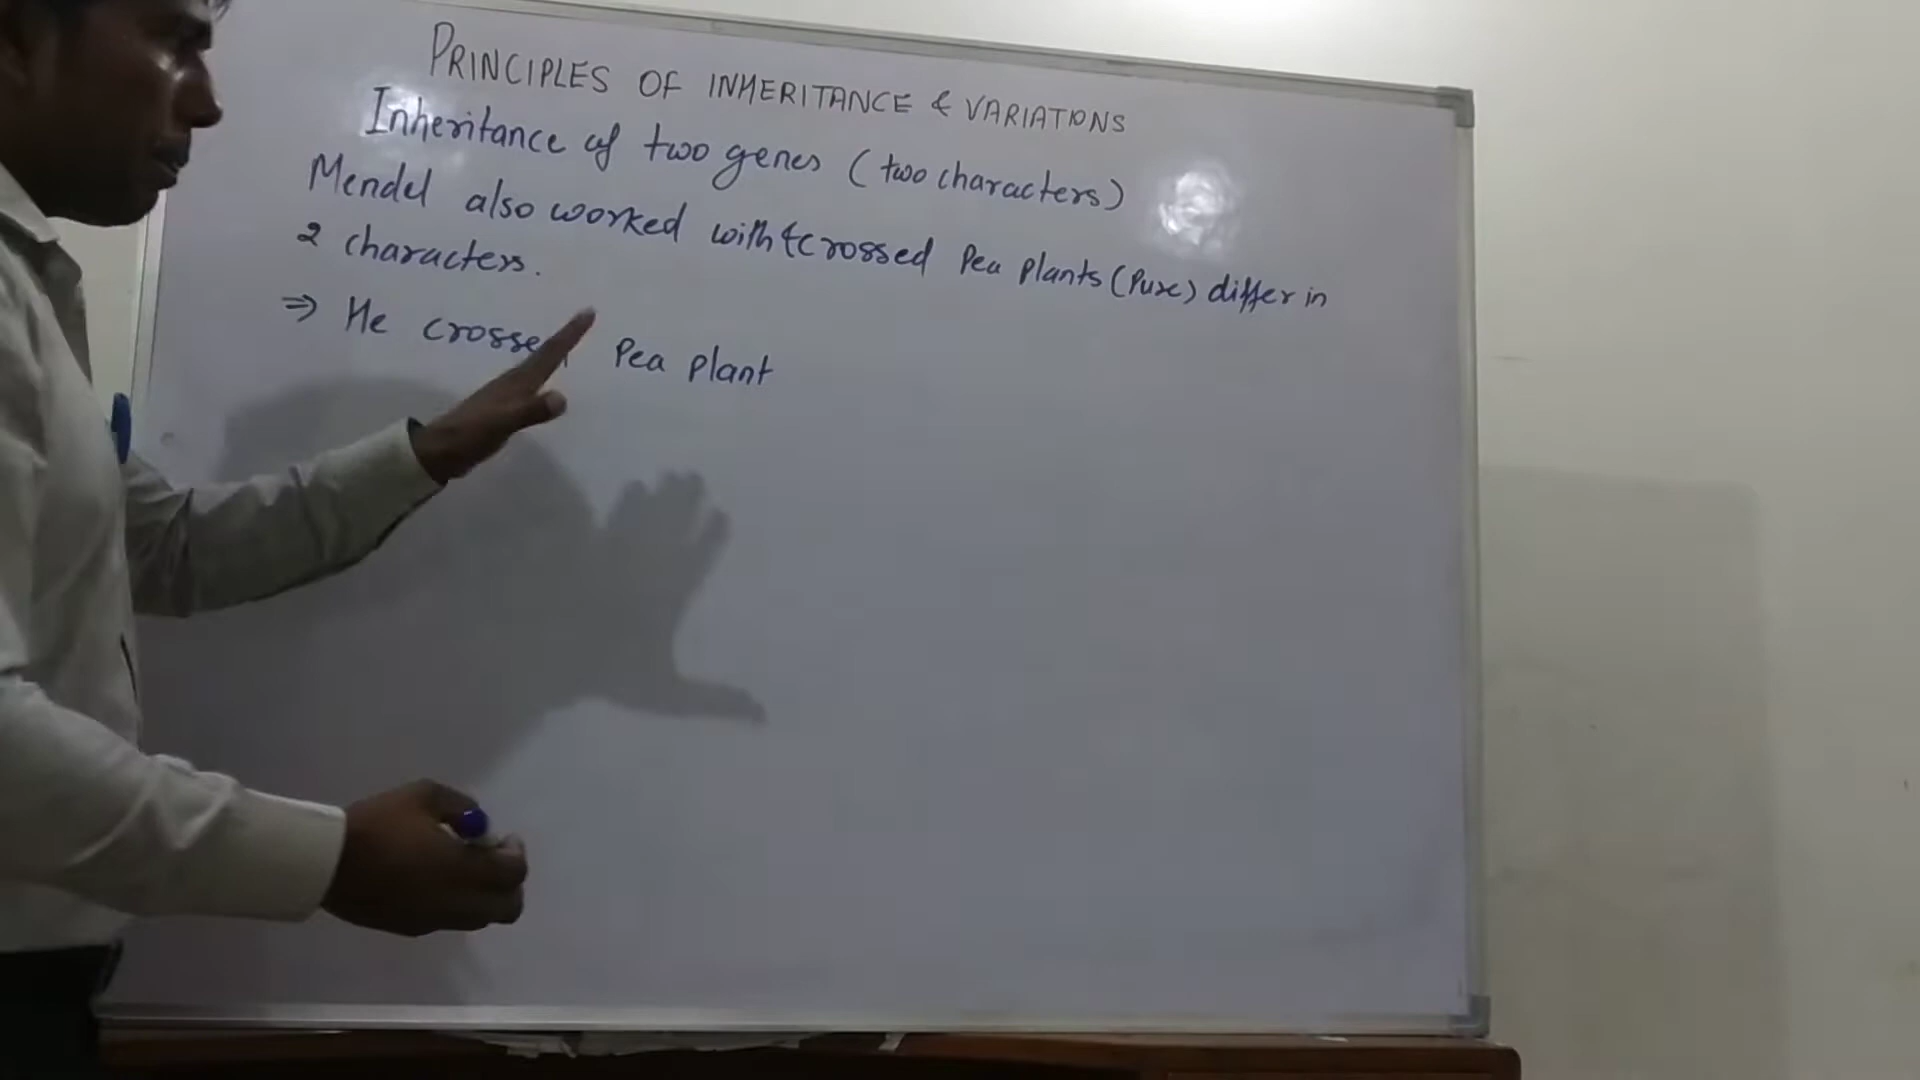 PRINCIPLES OF INHERITANCE & VARIATIONS
Inheritance of two genes (two characters)
Mendel also worked with & crossed Pea plants (Pure) differ in
2 characters.
⇒ He crossed Pea plant